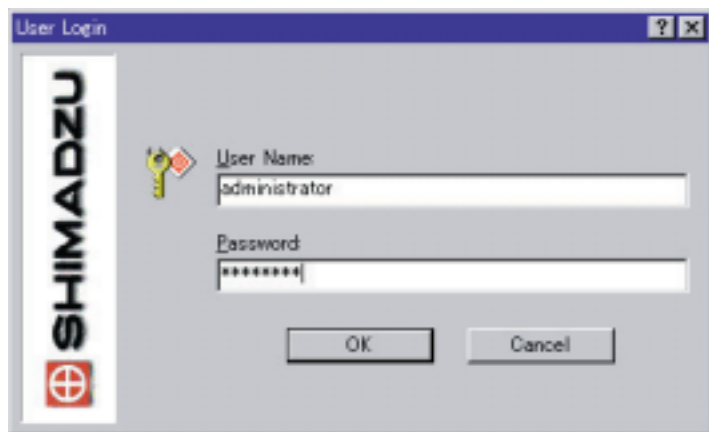 User Login
SHIMADZU
User Name:
administrator
Password:
********
OK
Cancel